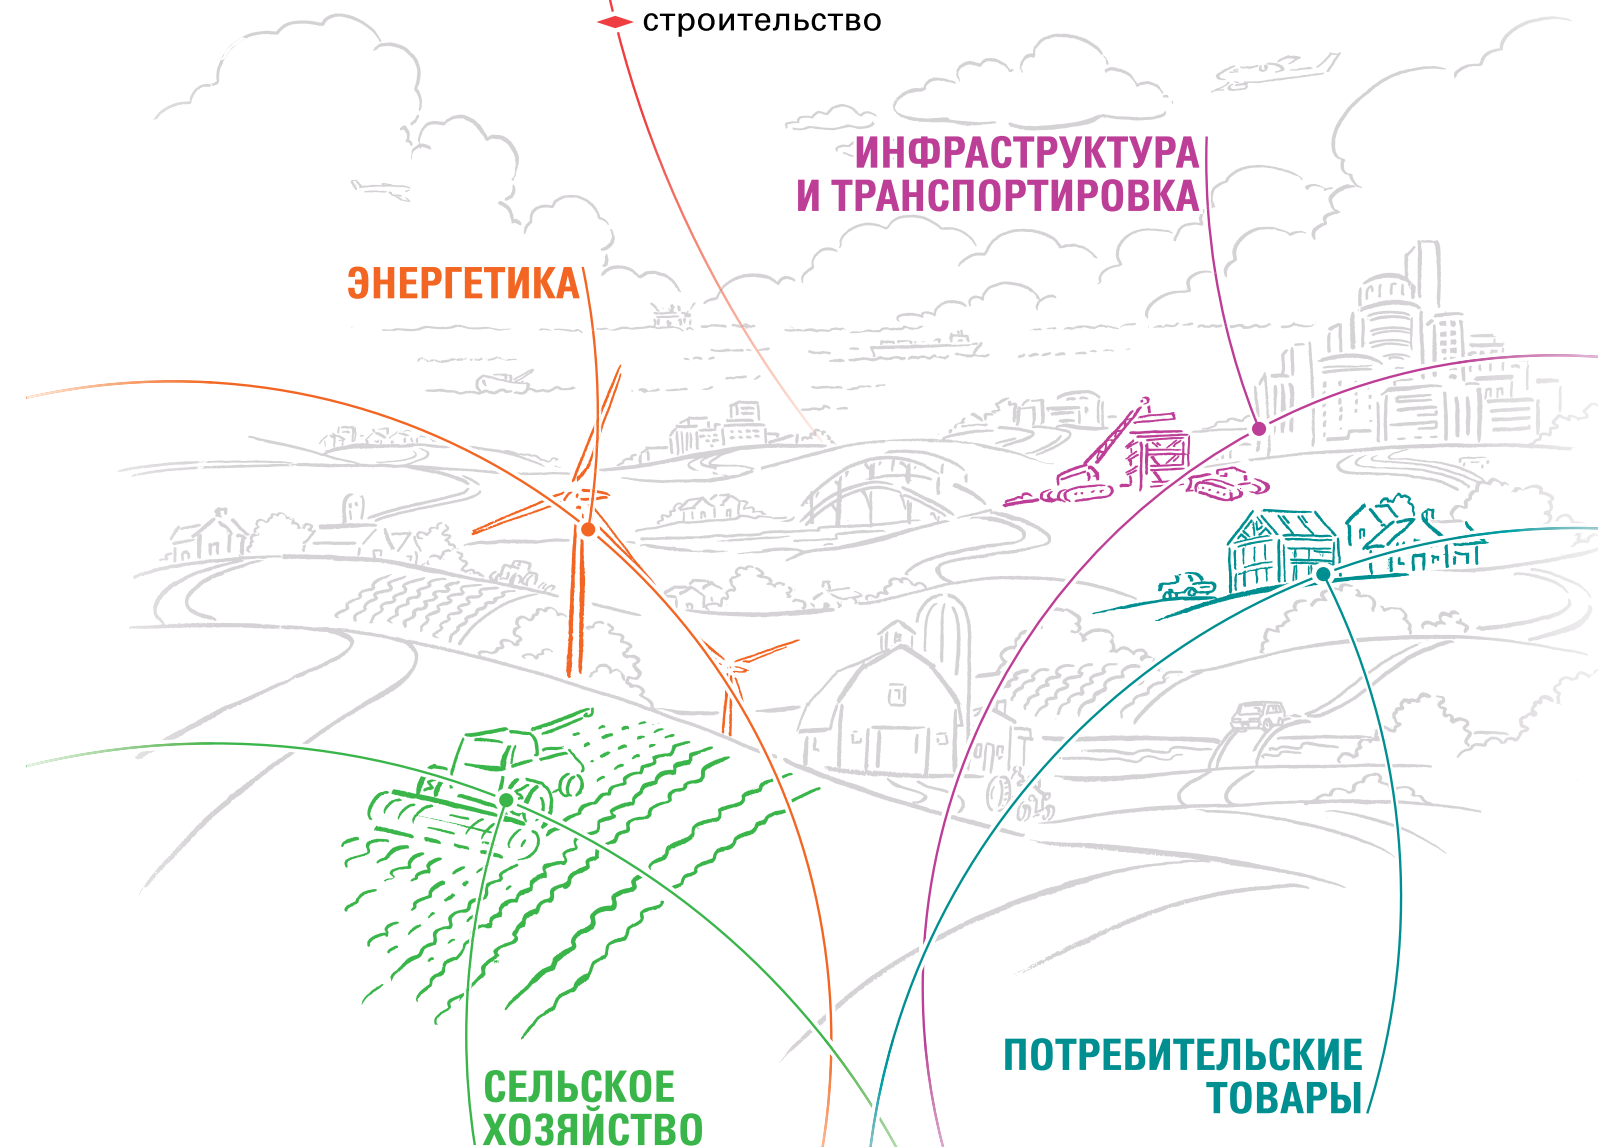 строительство
ИНФРАСТРУКТУРА
И ТРАНСПОРТИРОВКА
ЭНЕРГЕТИКА
ПОТРЕБИТЕЛЬСКИЕ
ТОВАРЫ
СЕЛЬСКОЕ
ХОЗЯЙСТВО